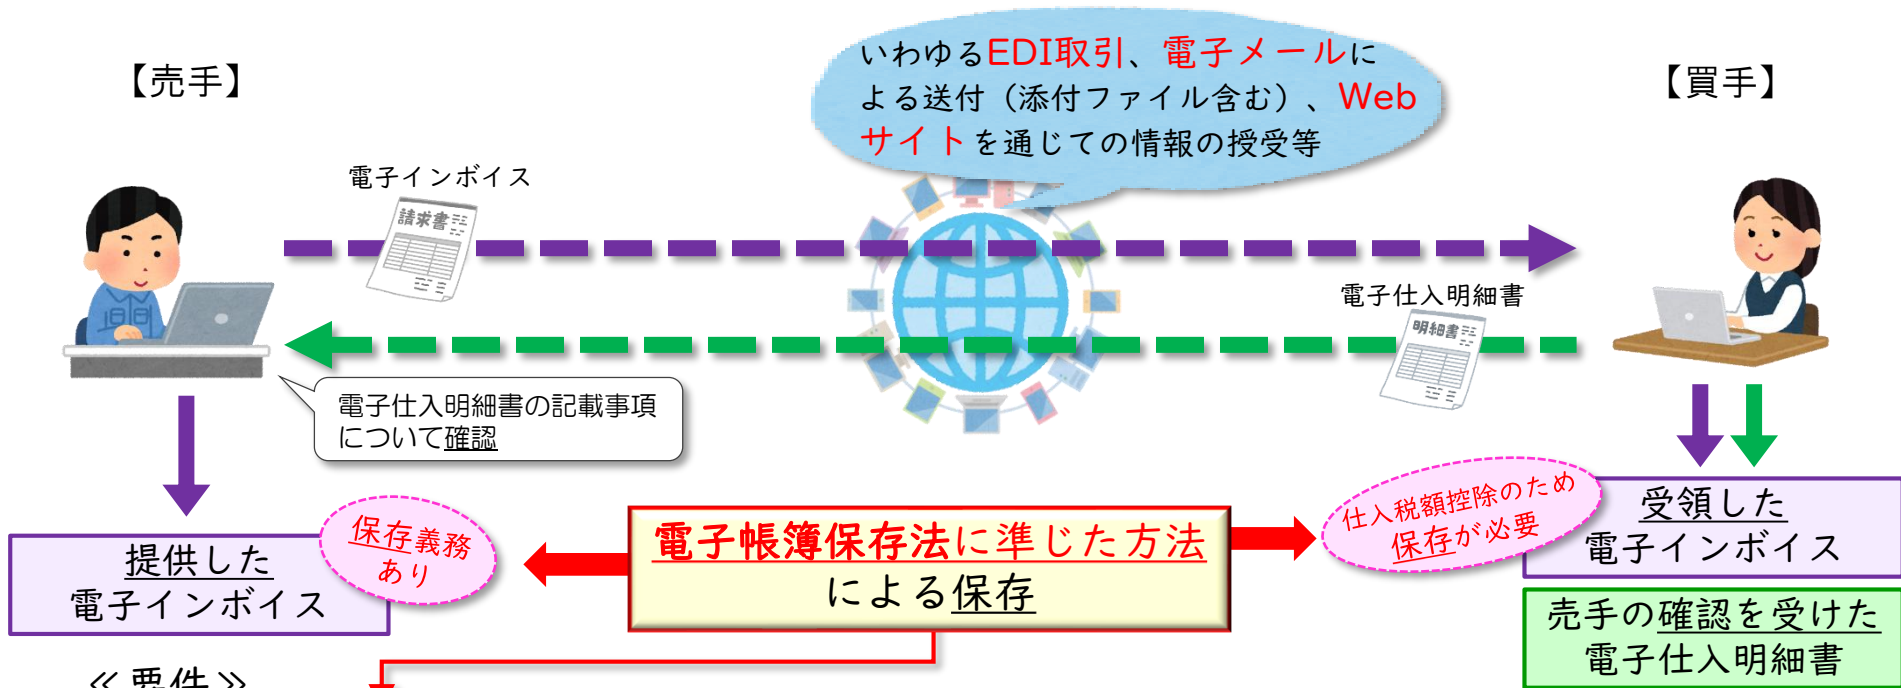 【売手】
いわゆるEDI取引、電子メールに
よる送付（添付ファイル含む）、Web
サイトを通じての情報の授受等
【買手】
電子インボイス
請求書
電子仕入明細書
明細書
電子仕入明細書の記載事項
について確認
提供した
電子インボイス
保存義務
あり
電子帳簿保存法に準じた方法
による保存
仕入税額控除のため
保存が必要
受領した
電子インボイス
売手の確認を受けた
電子仕入明細書
≪要件≫